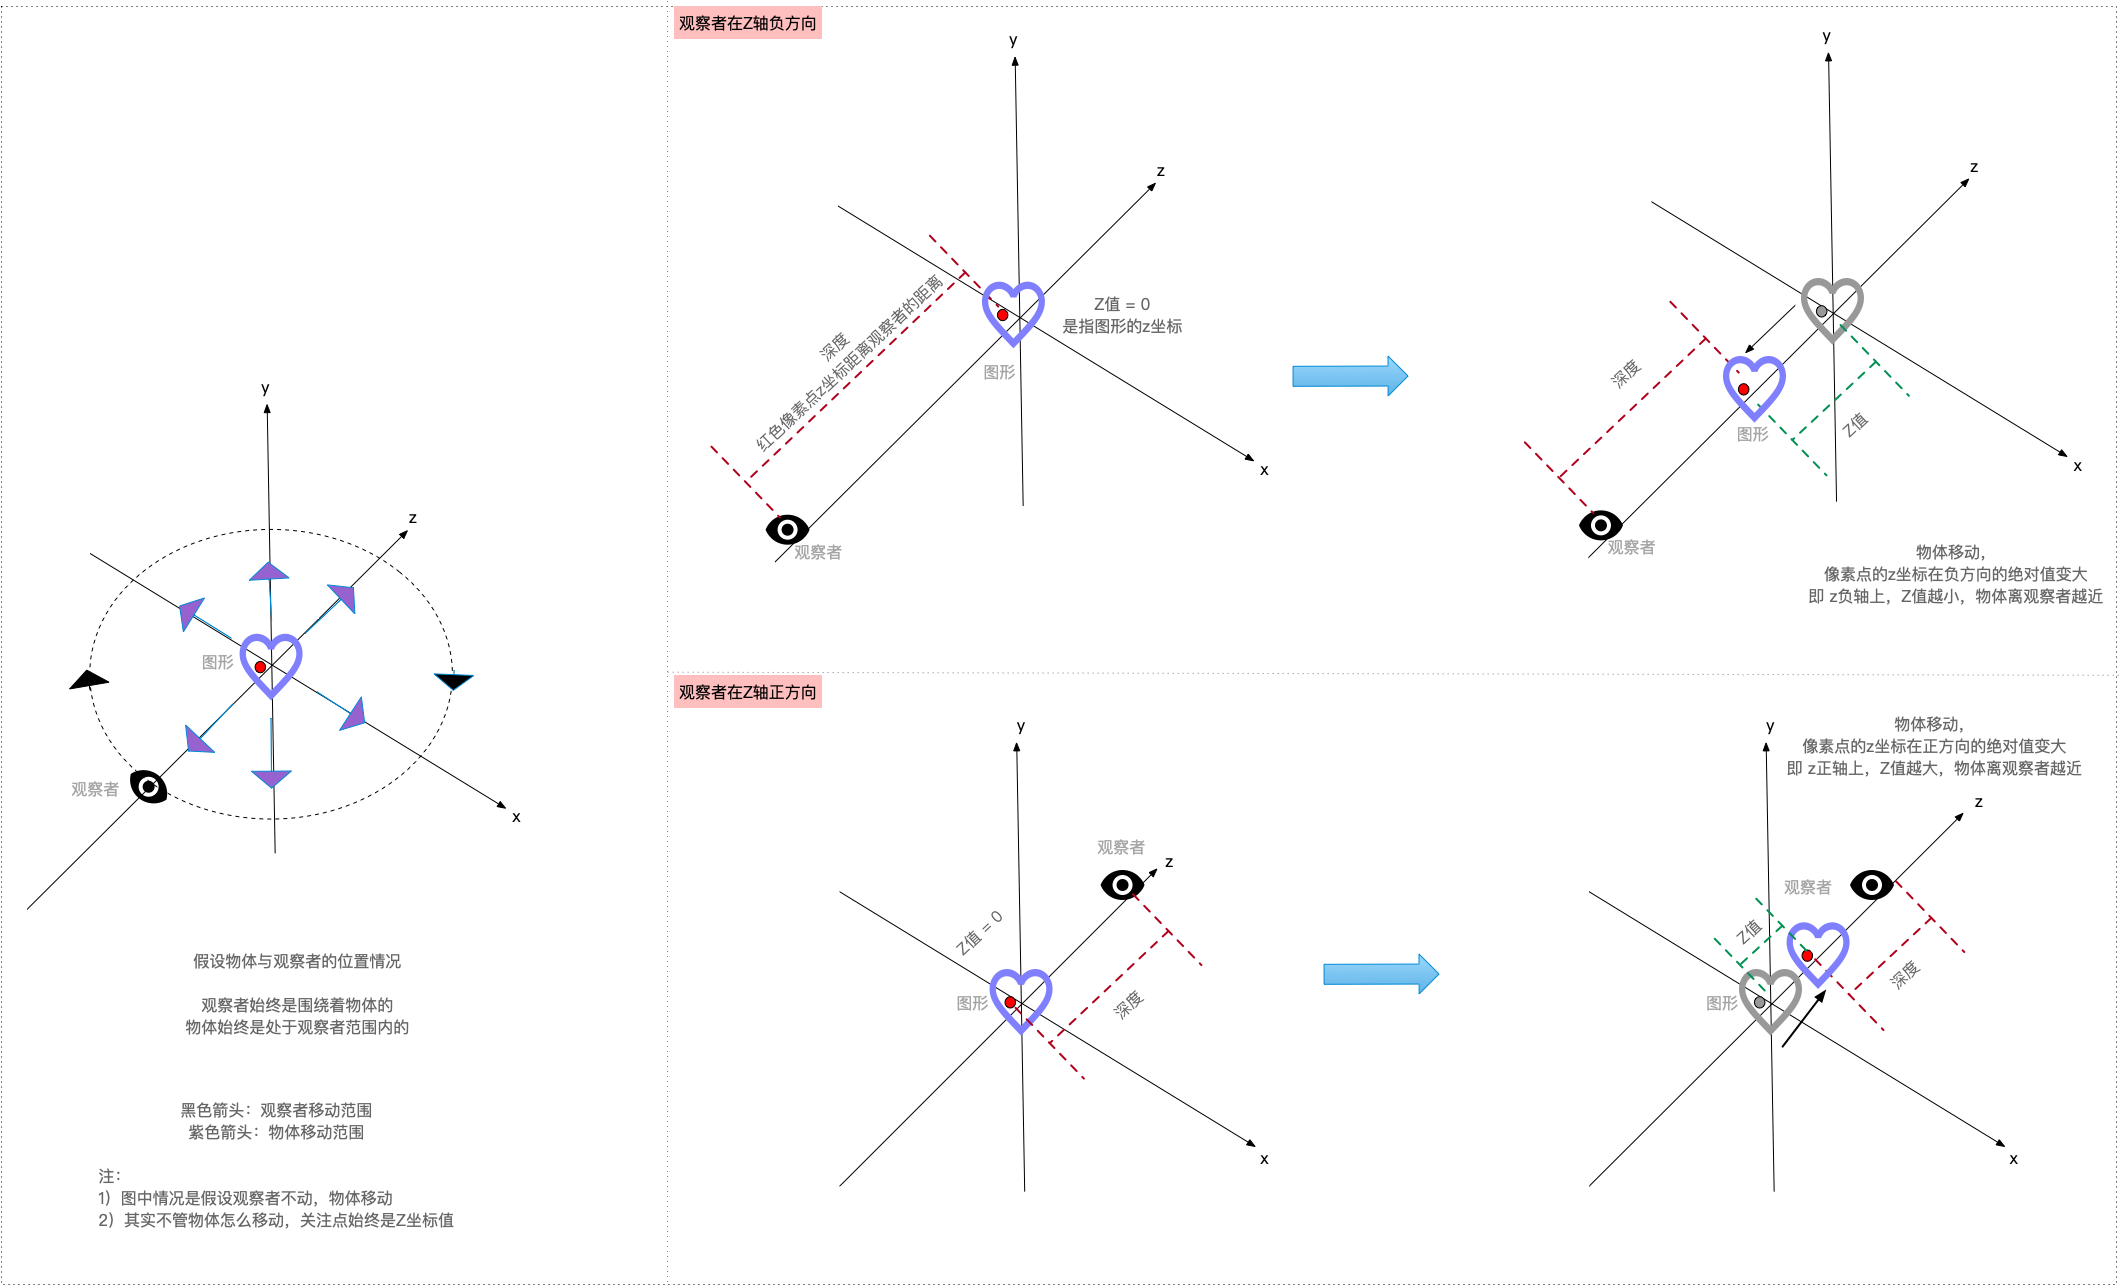 y
z
图形
观察者
x
假设物体与观察者的位置情况
观察者始终是围绕着物体的
物体始终是处于观察者范围内的
黑色箭头：观察者移动范围
紫色箭头：物体移动范围
注：
1）图中情况是假设观察者不动，物体移动
2）其实不管物体怎么移动，关注点始终是Z坐标值
观察者在Z轴负方向
y
z
深度
红色像素点z坐标距离观察者的距离
Z值 = 0
是指图形的z坐标
图形
x
观察者
y
z
深度
图形
Z值
x
观察者
物体移动，
像素点的z坐标在负方向的绝对值变大
即 z负轴上，Z值越小，物体离观察者越近
观察者在Z轴正方向
y
观察者
z
Z值 = 0
图形
深度
x
y
物体移动，
像素点的z坐标在正方向的绝对值变大
即 z正轴上，Z值越大，物体离观察者越近
z
观察者
Z值
深度
图形
x